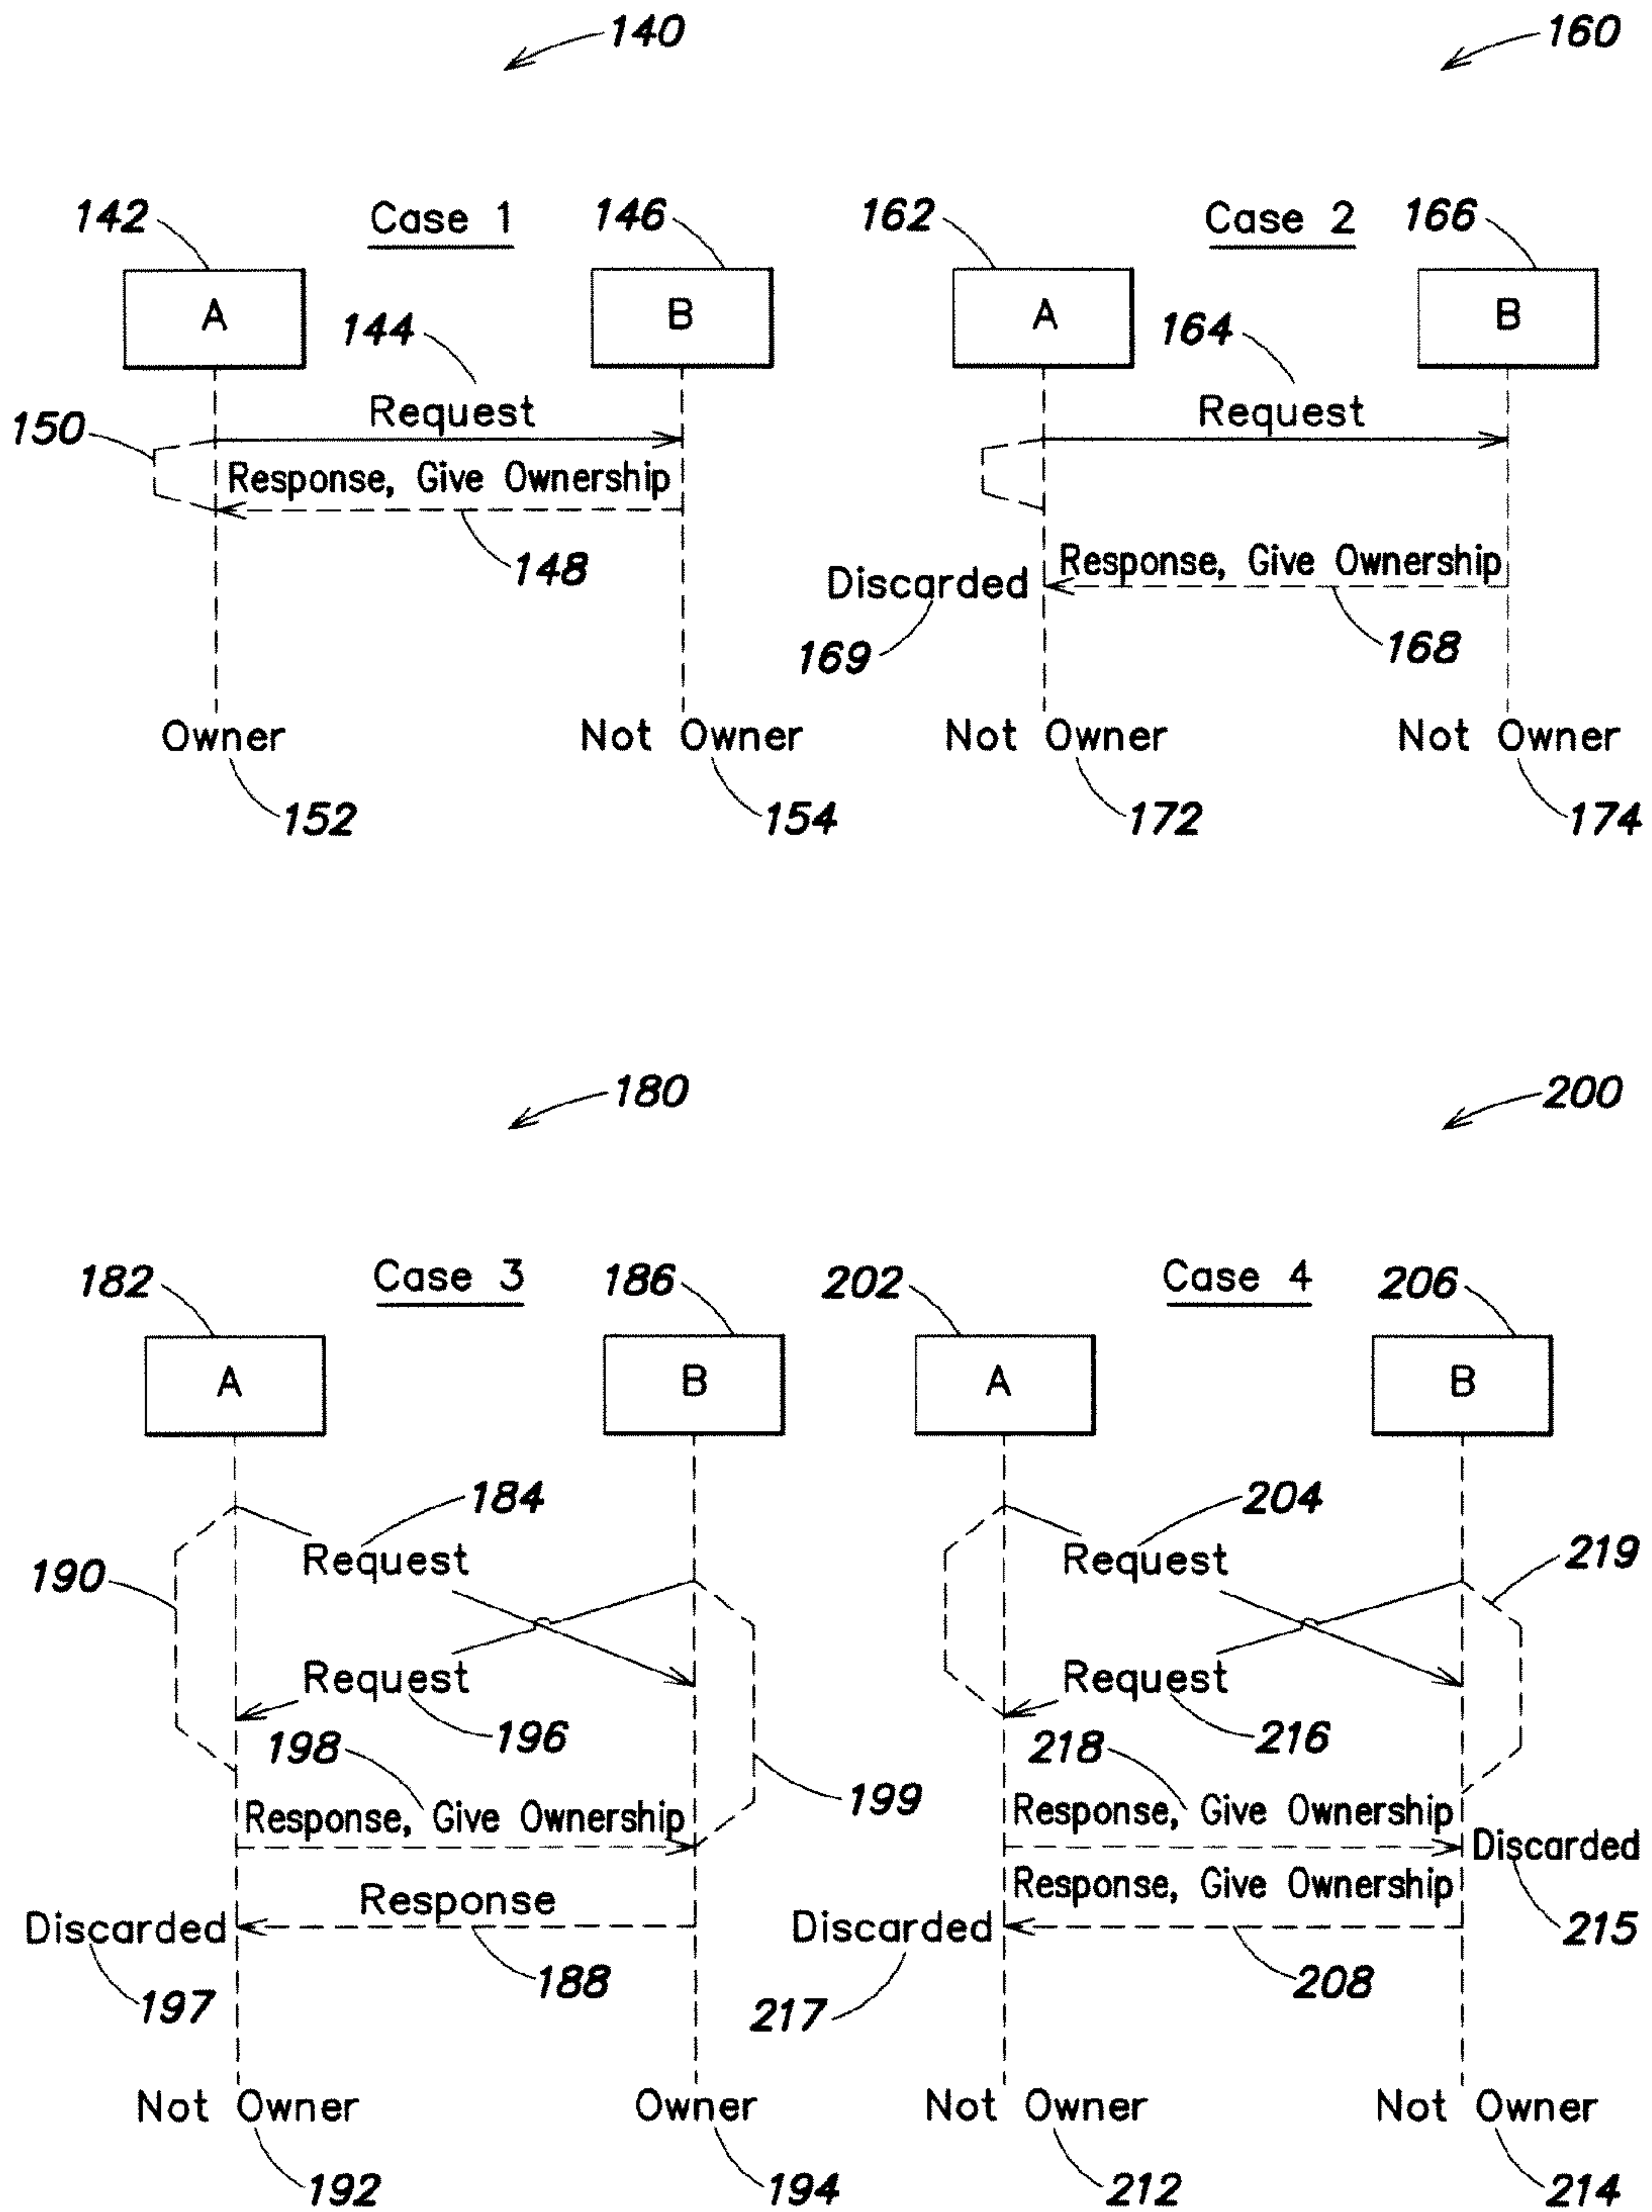 140
160
142 Case 1 146
162 Case 2 166
A
B
A
B
144
164
Request
Request
150
Response, Give Ownership
148
Response, Give Ownership
Discarded
169
168
Owner
Not Owner
Not Owner
Not Owner
152
154
172
174
180
200
182 Case 3 186
202 Case 4 206
A
B
A
B
184
204
Request
Request
219
190
Request
Request
196
216
198
218
199
Response, Give Ownership
Response, Give Ownership
Discarded
Response
Response, Give Ownership
Discarded
Discarded
215
188
208
197
217
Not Owner
Owner
Not Owner
Not Owner
192
194
212
214